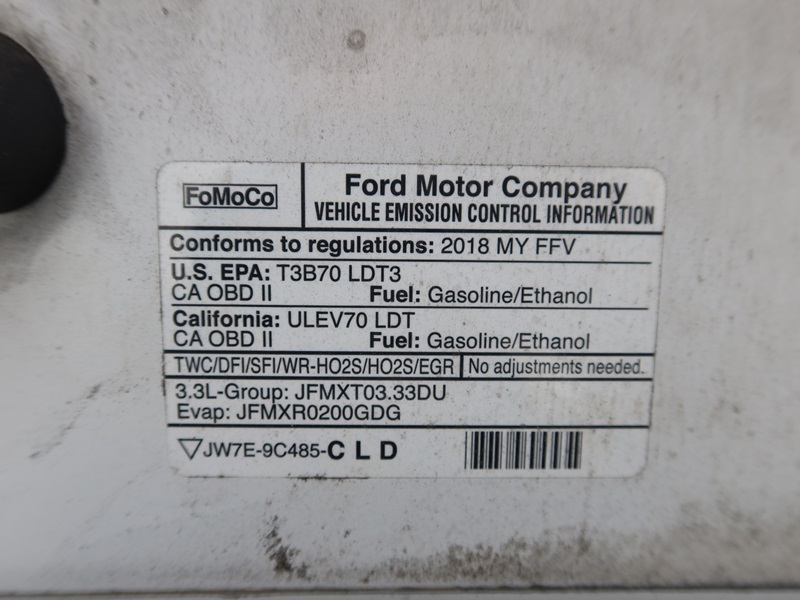 FoMoCo
Ford Motor Company
VEHICLE EMISSION CONTROL INFORMATION
Conforms to regulations: 2018 MY FFV
U.S. EPA: T3B70 LDT3
CA OBD II Fuel: Gasoline/Ethanol
California: ULEV70 LDT
CA OBD II Fuel: Gasoline/Ethanol
TWC/DFI/SFI/WR-HO2S/HO2S/EGR No adjustments needed.
3.3L-Group: JFMXT03.33DU
Evap: JFMXR0200GDG
JW7E-9C485-C L D